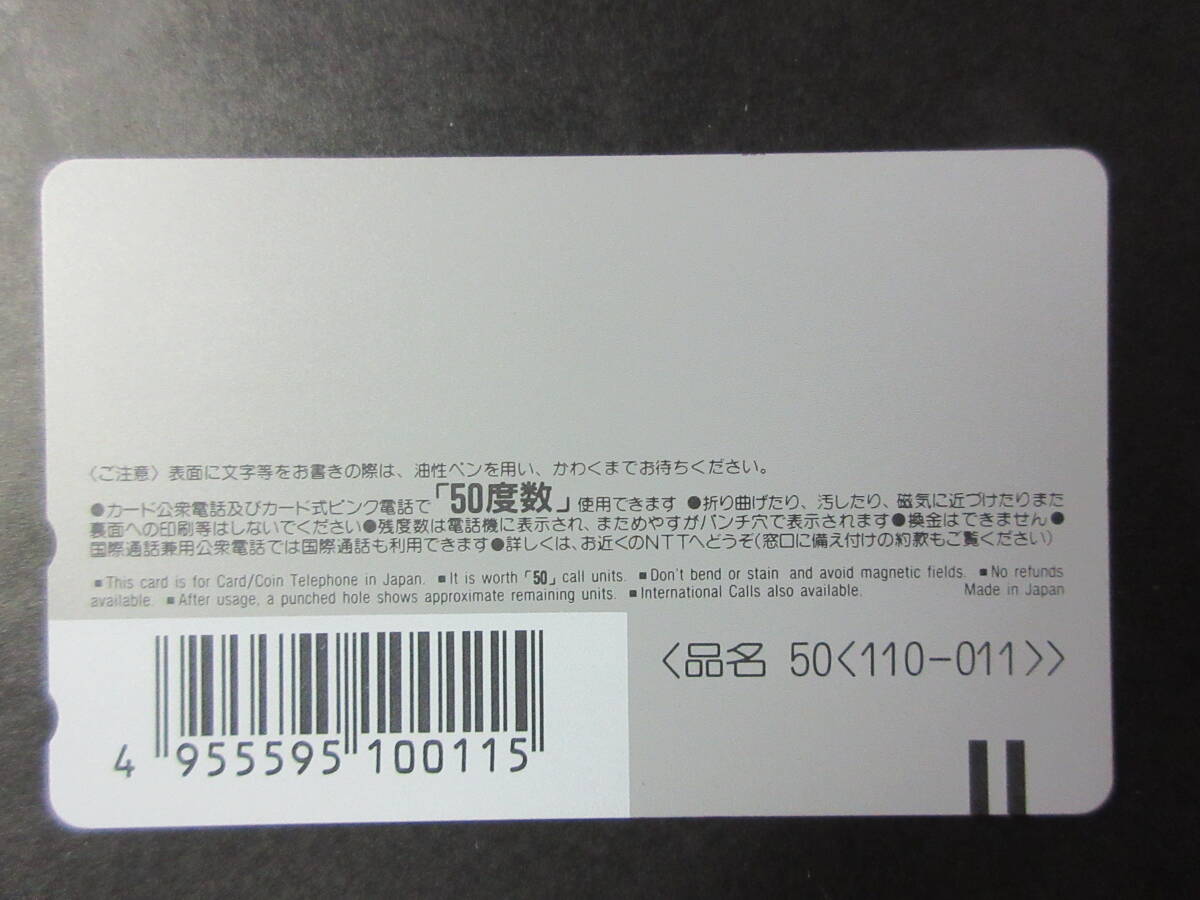 〈ご注意〉表面に文字等をお書きの際は、油性ペンを用い、かわくまでお待ちください。
●カード公衆電話及びカード式ピンク電話で「50度数」使用できます ●折り曲げたり、汚したり、磁気に近づけたりまた
裏面への印刷等はしないでください●残度数は電話機に表示され、まためやすがパンチ穴で表示されます●換金はできません●
国際通話兼用公衆電話では国際通話も利用できます●詳しくは、お近くのNTTへどうぞ(窓口に備え付けの約款もご覧ください)
■This card is for Card/Coin Telephone in Japan. ■It is worth「50」call units. ■Don't bend or stain and avoid magnetic fields. ■No refunds
available. ■After usage, a punched hole shows approximate remaining units. ■International Calls also available. Made in Japan
〈品名 50〈110-011〉〉
4 955595 100115